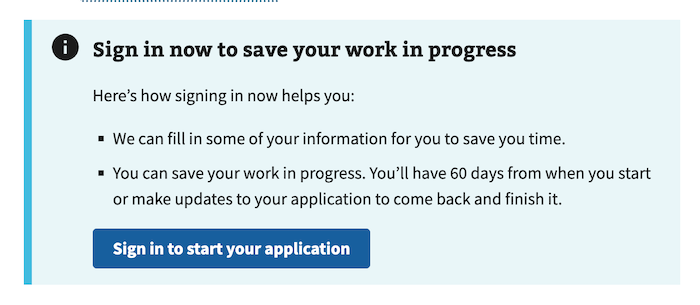 Sign in now to save your work in progress
Here's how signing in now helps you:
▪ We can fill in some of your information for you to save you time.
▪ You can save your work in progress. You'll have 60 days from when you start
or make updates to your application to come back and finish it.
Sign in to start your application